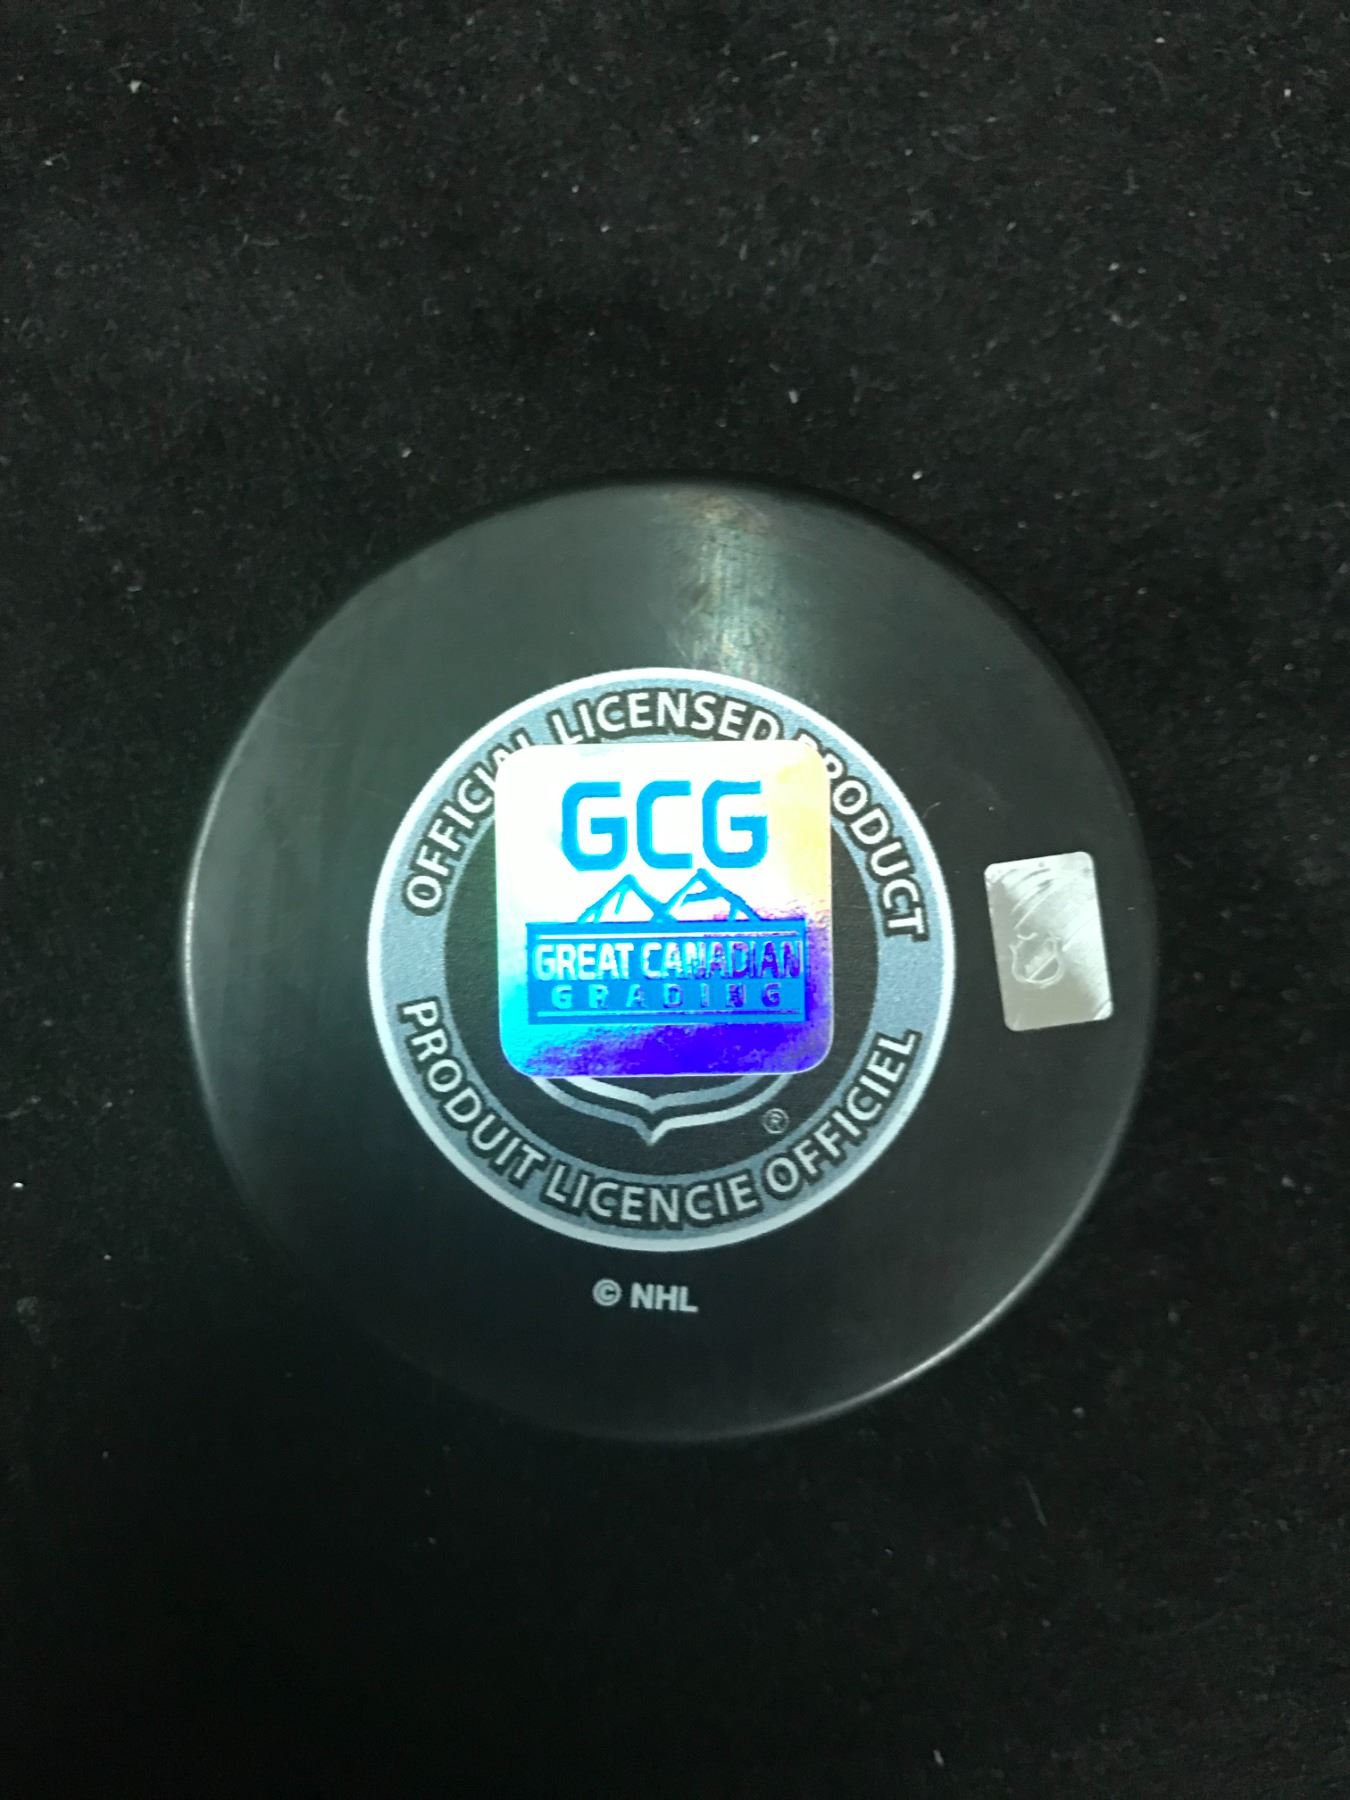 OFFICIAL LICENSED PRODUCT
GCG
GREAT CANADIAN
GRADING
®
PRODUIT LICENCIE OFFICIEL
© NHL